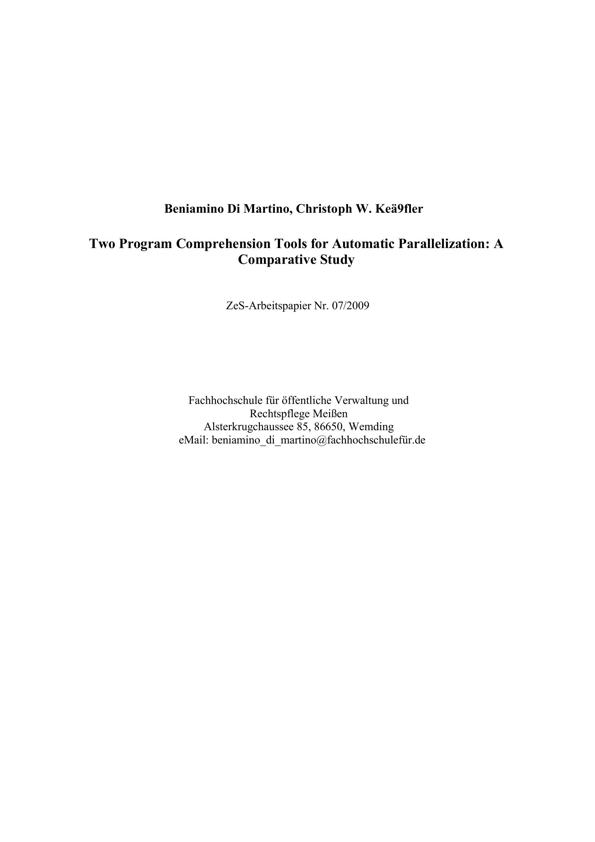 Beniamino Di Martino, Christoph W. Keä9fler
Two Program Comprehension Tools for Automatic Parallelization: A
Comparative Study
ZeS-Arbeitspapier Nr. 07/2009
Fachhochschule für öffentliche Verwaltung und
Rechtspflege Meißen
Alsterkrugchaussee 85, 86650, Wemding
eMail: beniamino_di_martino@fachhochschulefür.de